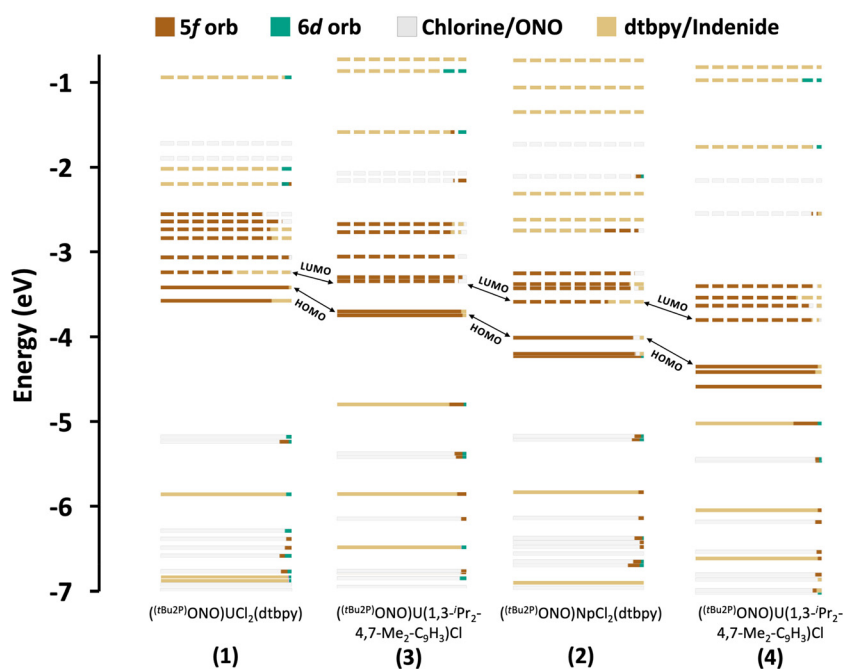 5f orb 6d orb Chlorine/ONO dtbpy/Indenide
Energy (eV)
-1
-2
-3
-4
-5
-6
-7
LUMO
HOMO
LUMO
HOMO
LUMO
HOMO
((tBu2P)ONO)UCl2(dtbpy)
(1)
((tBu2P)ONO)U(1,3-iPr2-
4,7-Me2-C9H3)Cl
(3)
((tBu2P)ONO)NpCl2(dtbpy)
(2)
((tBu2P)ONO)U(1,3-iPr2-
4,7-Me2-C9H3)Cl
(4)